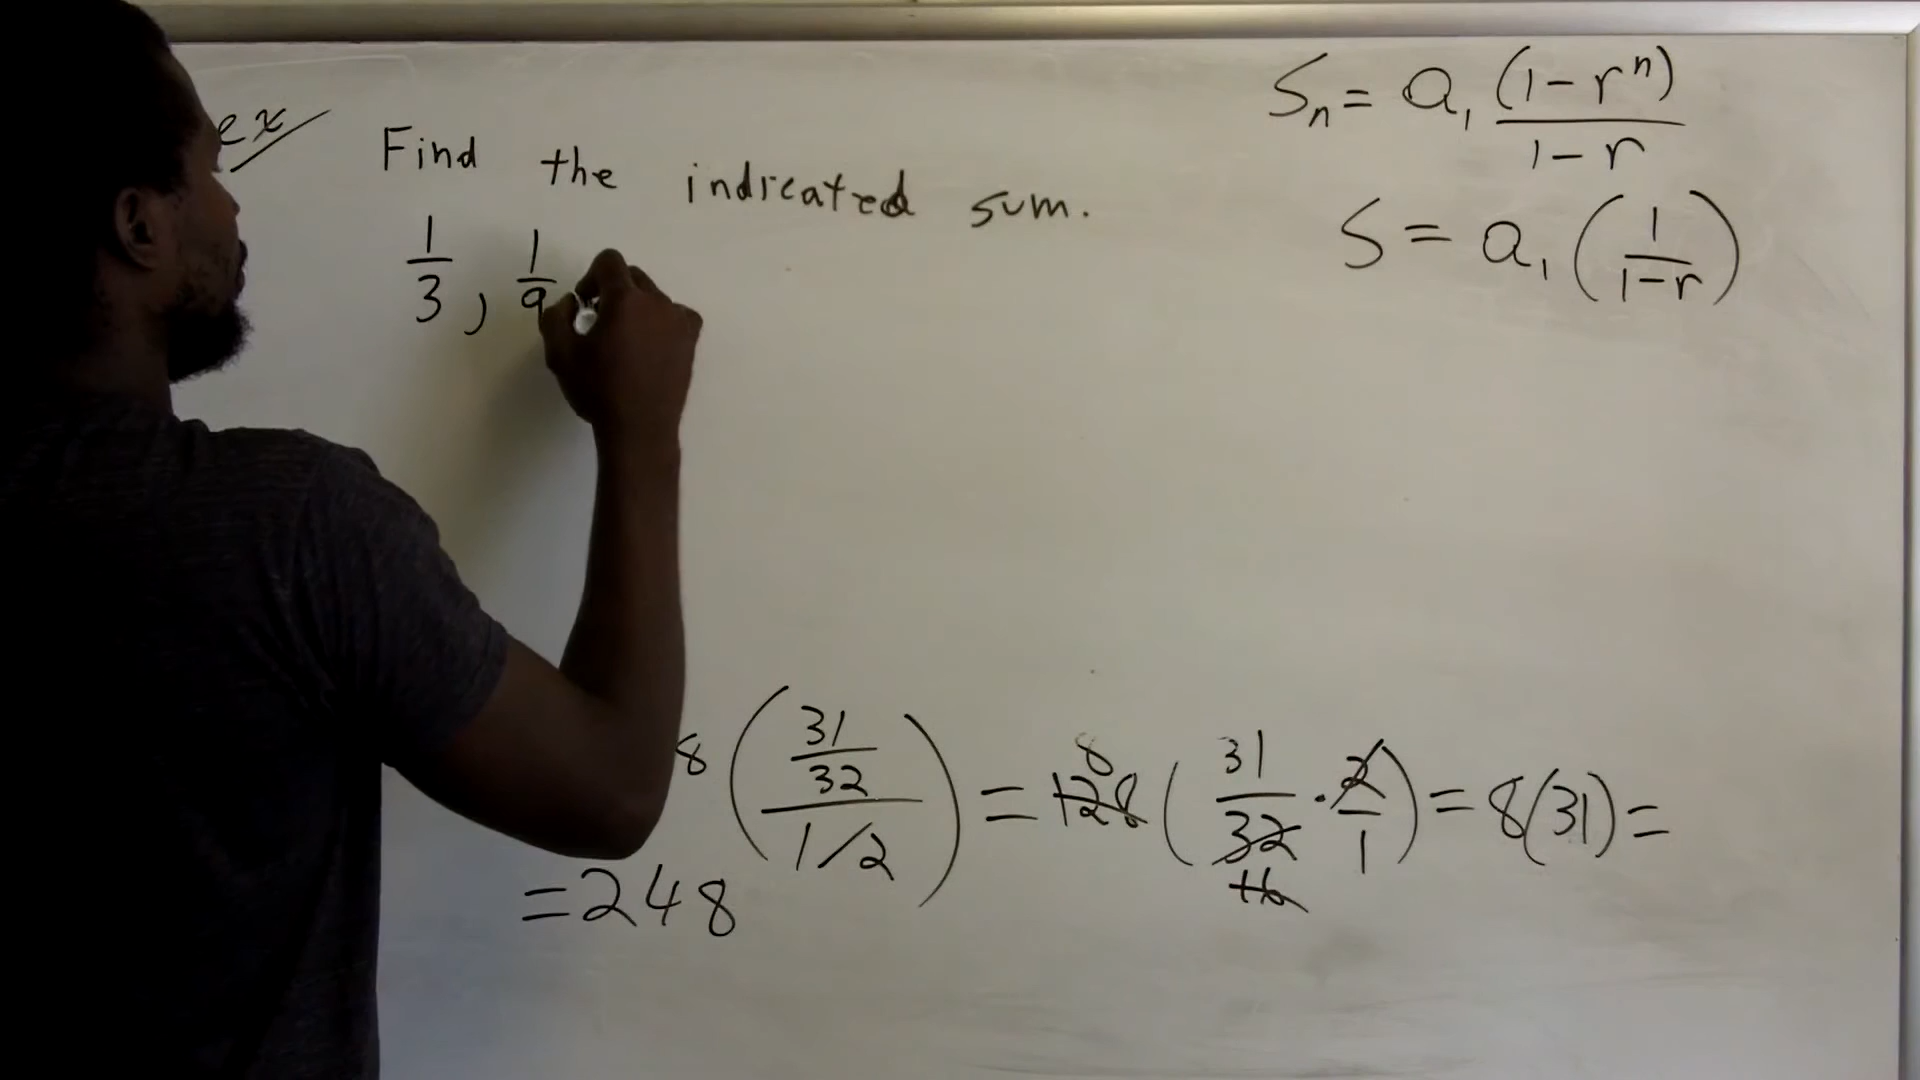 ex Find the indicated sum.
1/3, 1/9
Sₙ = a₁ (1-rⁿ)/(1-r)
S = a₁ (1/(1-r))
8 ((31/32)/(1/2)) = 128 8 (31/32 16 · 2/1) = 8(31) =
= 248